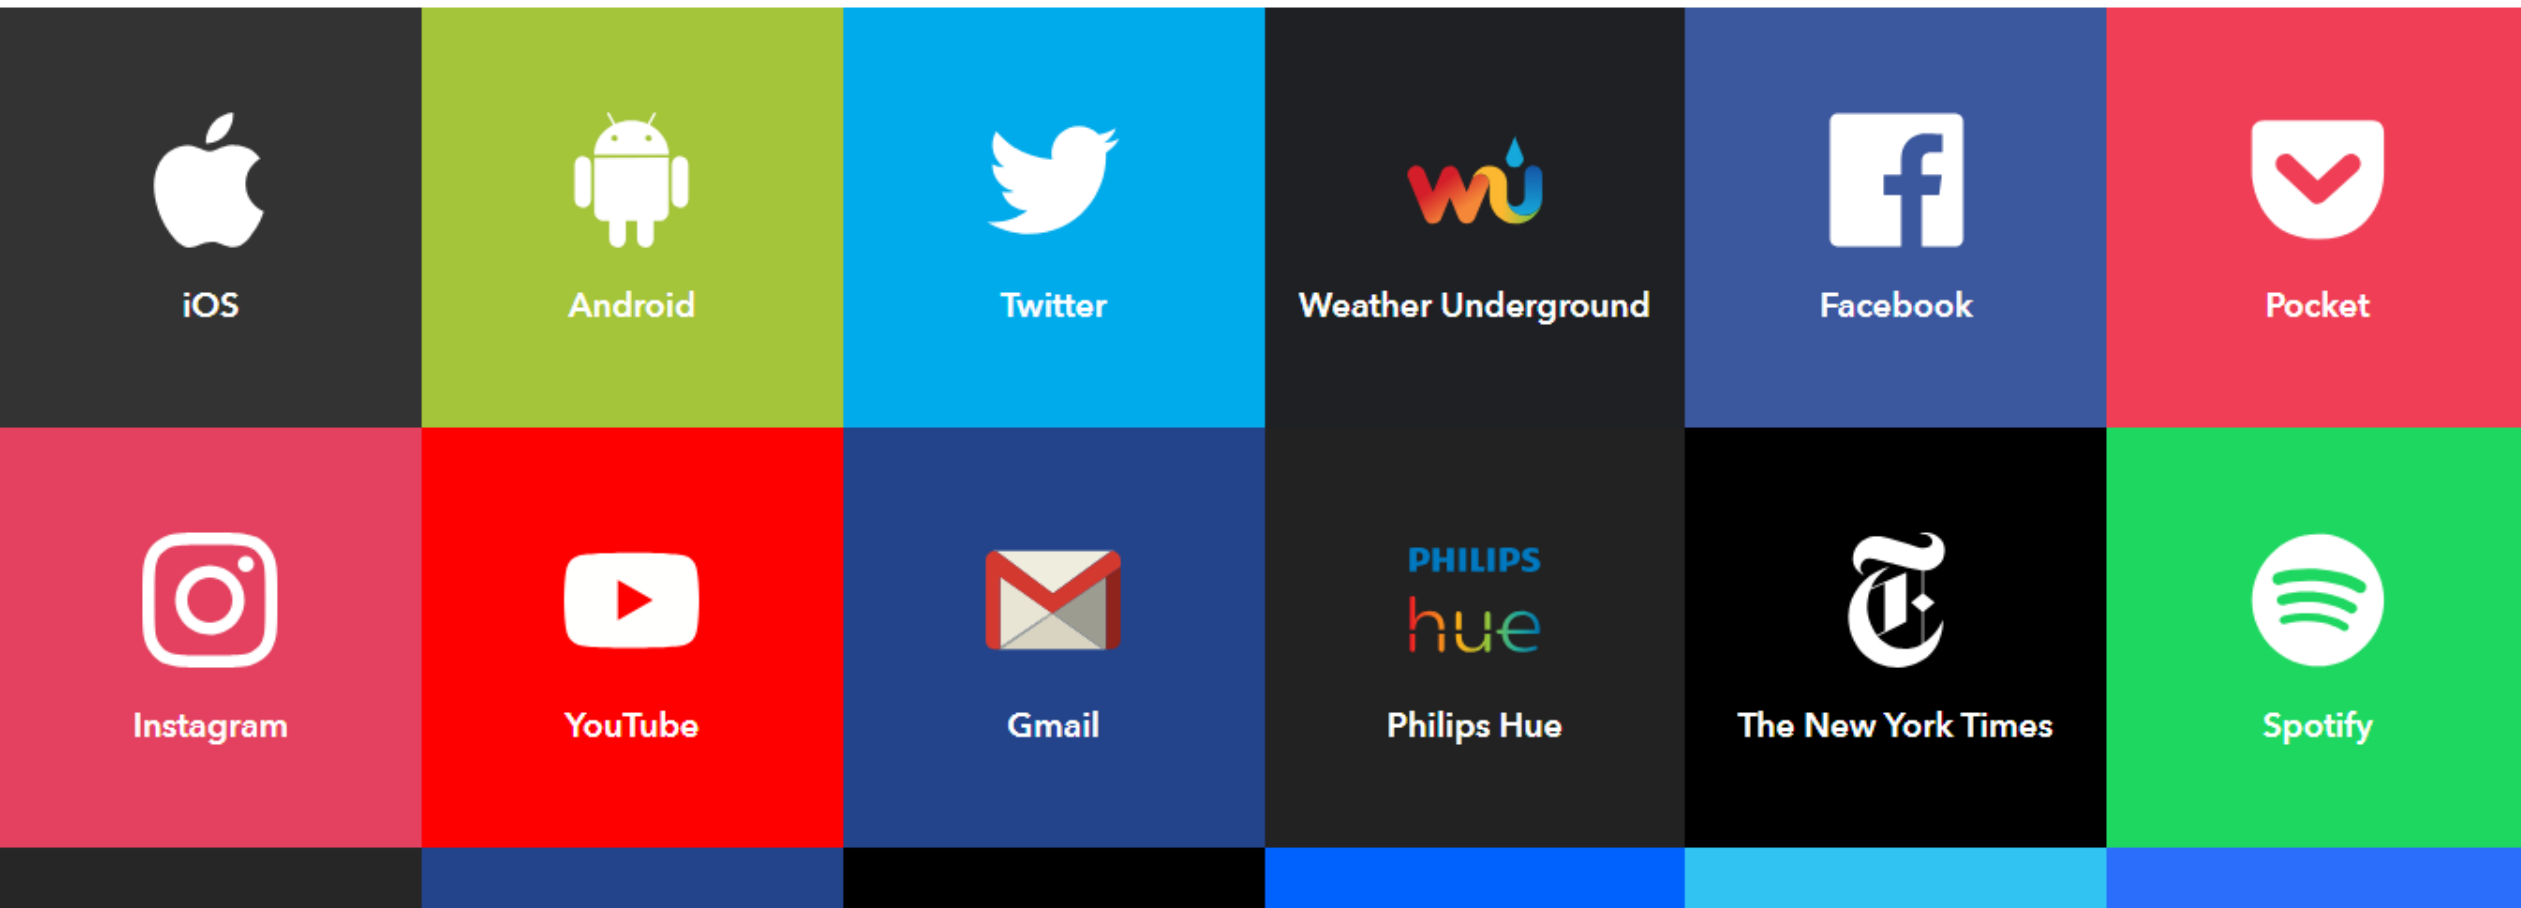 wu
iOS
Android
Twitter
Weather Underground
Facebook
Pocket
PHILIPS
hue
Instagram
YouTube
Gmail
Philips Hue
The New York Times
Spotify